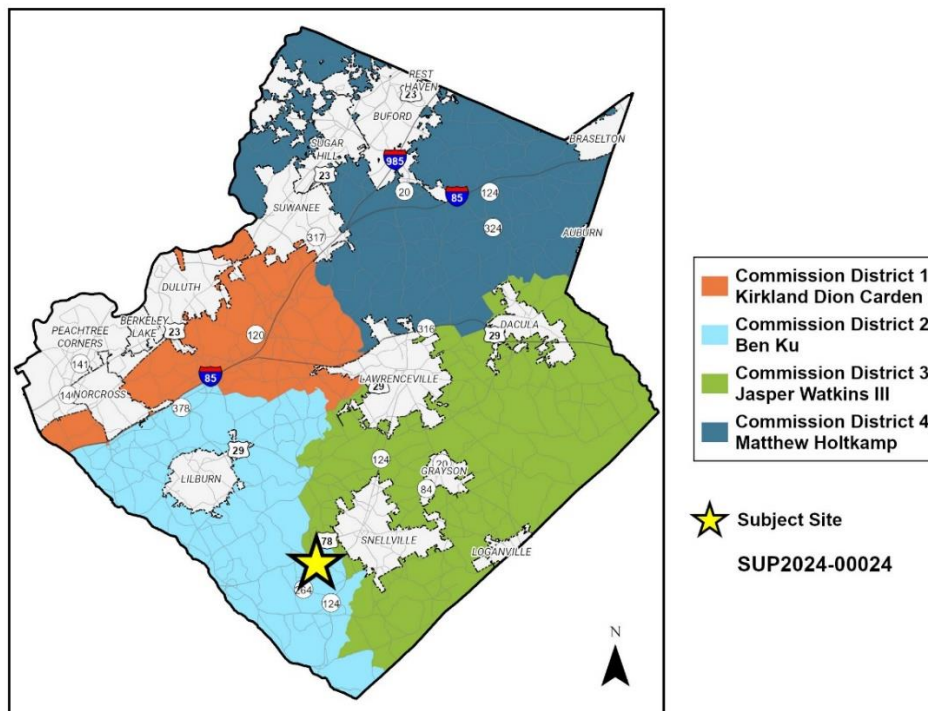 REST
HAVEN
23
BUFORD
BRASELTON
SUGAR
HILL
985
23
20
85
124
SUWANEE
324
317
AUBURN
DULUTH
BERKELEY
LAKE
23
PEACHTREE
CORNERS
120
316
DACULA
29
141
14
NORCROSS
85
LAWRENCEVILLE
29
378
29
LILBURN
124
20
GRAYSON
84
78
SNELLVILLE
LOGANVILLE
264
124
N
Commission District 1
Kirkland Dion Carden
Commission District 2
Ben Ku
Commission District 3
Jasper Watkins III
Commission District 4
Matthew Holtkamp
Subject Site
SUP2024-00024